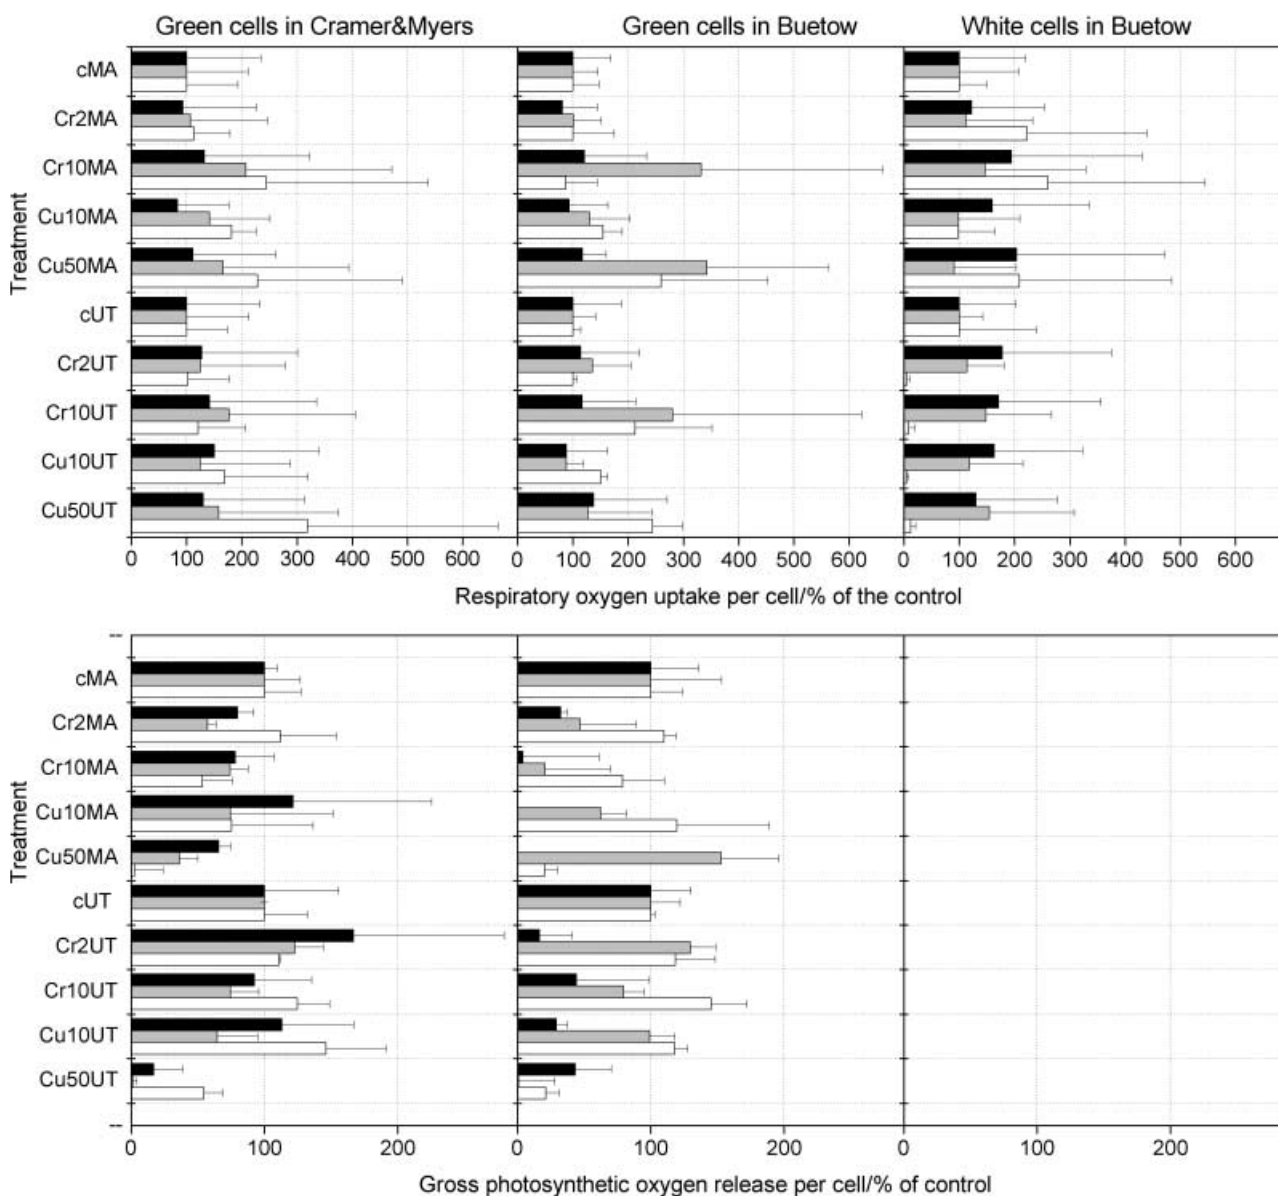 Green cells in Cramer&Myers Green cells in Buetow White cells in Buetow
Treatment
cMA
Cr2MA
Cr10MA
Cu10MA
Cu50MA
cUT
Cr2UT
Cr10UT
Cu10UT
Cu50UT
0 100 200 300 400 500 600 0 100 200 300 400 500 600 0 100 200 300 400 500 600
Respiratory oxygen uptake per cell/% of the control
--
Treatment
cMA
Cr2MA
Cr10MA
Cu10MA
Cu50MA
cUT
Cr2UT
Cr10UT
Cu10UT
Cu50UT
--
0 100 200 0 100 200 0 100 200
Gross photosynthetic oxygen release per cell/% of control